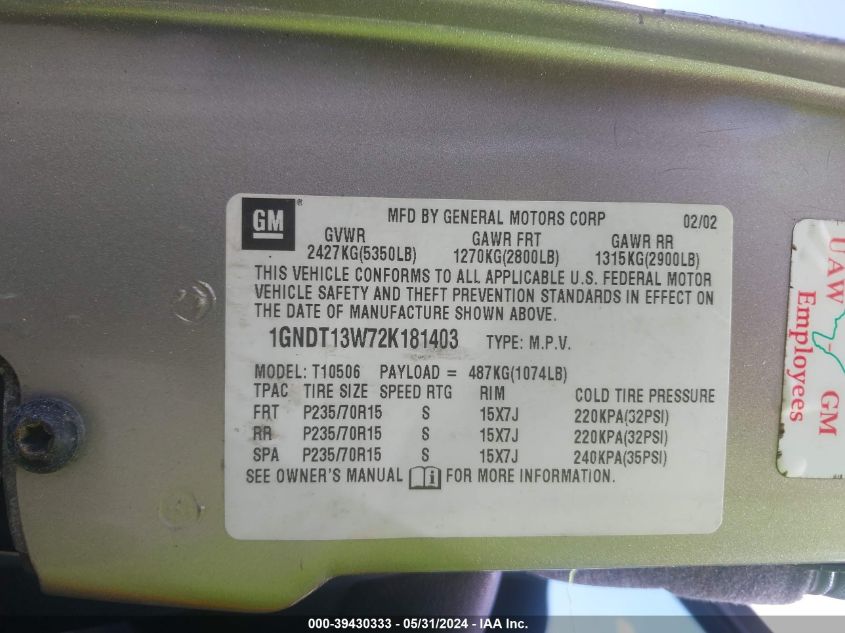 GM ®
MFD BY GENERAL MOTORS CORP 02/02
GVWR GAWR FRT GAWR RR
2427KG(5350LB) 1270KG(2800LB) 1315KG(2900LB)
THIS VEHICLE CONFORMS TO ALL APPLICABLE U.S. FEDERAL MOTOR
VEHICLE SAFETY AND THEFT PREVENTION STANDARDS IN EFFECT ON
THE DATE OF MANUFACTURE SHOWN ABOVE.
1GNDT13W72K181403 TYPE: M.P.V.
MODEL: T10506 PAYLOAD = 487KG(1074LB)
TPAC TIRE SIZE SPEED RTG RIM COLD TIRE PRESSURE
FRT P235/70R15 S 15X7J 220KPA(32PSI)
RR P235/70R15 S 15X7J 220KPA(32PSI)
SPA P235/70R15 S 15X7J 240KPA(35PSI)
SEE OWNER'S MANUAL FOR MORE INFORMATION.
UAW - GM
Employees
000-39430333 - 05/31/2024 - IAA Inc.